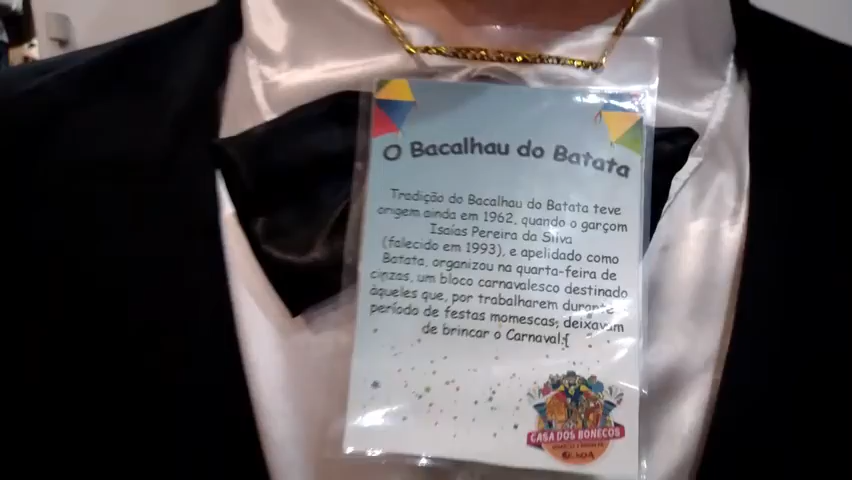 O Bacalhau do Batata
Tradição do Bacalhau do Batata teve
origem ainda em 1962, quando o garçom
Isaías Pereira da Silva
(falecido em 1993), e apelidado como
Batata, organizou na quarta-feira de
cinzas, um bloco carnavalesco destinado
àqueles que, por trabalharem durante
período de festas momescas, deixavam
de brincar o Carnaval.[
CASA DOS BONECOS
OLINDA